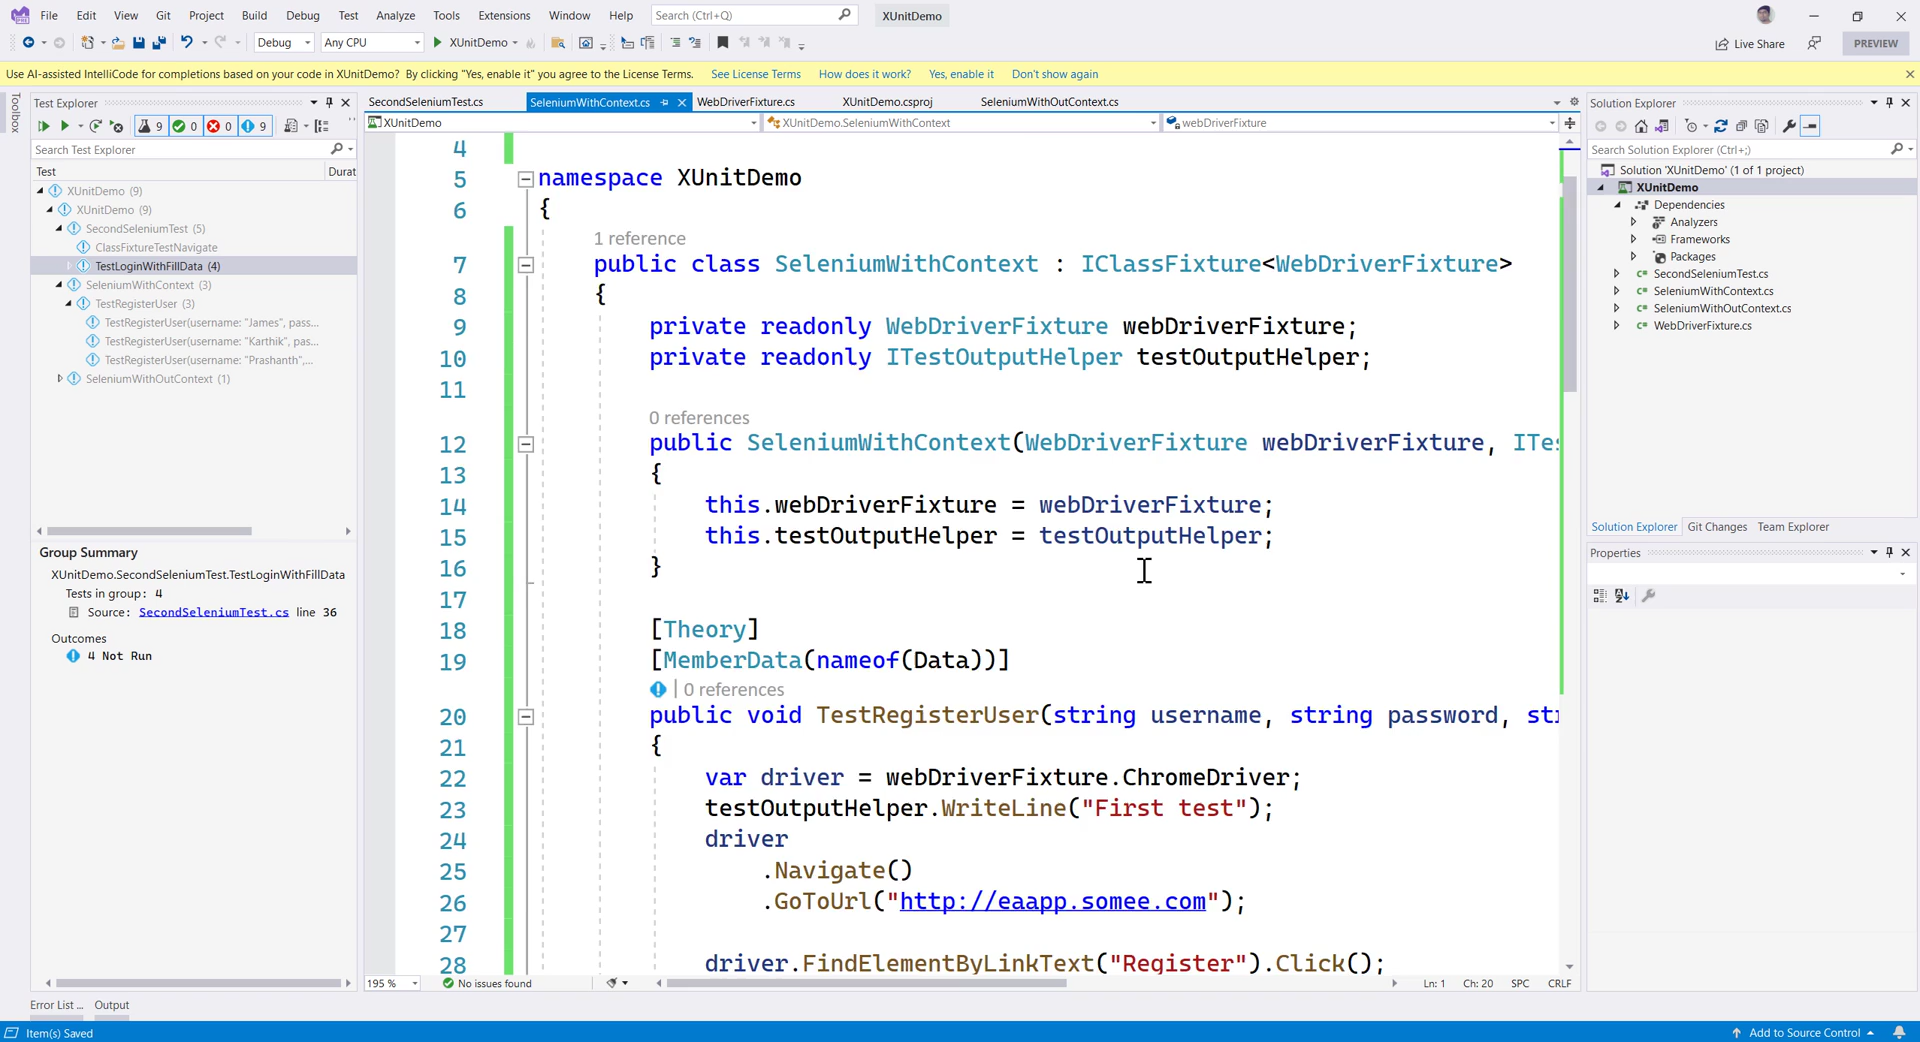 File Edit View Git Project Build Debug Test Analyze Tools Extensions Window Help Search (Ctrl+Q) XUnitDemo
Debug Any CPU XUnitDemo Live Share PREVIEW
Use AI-assisted IntelliCode for completions based on your code in XUnitDemo? By clicking "Yes, enable it" you agree to the License Terms. See License Terms How does it work? Yes, enable it Don't show again
Toolbox
Test Explorer
9 0 0 9
Search Test Explorer
Test Durat
XUnitDemo (9)
XUnitDemo (9)
SecondSeleniumTest (5)
ClassFixtureTestNavigate
TestLoginWithFillData (4)
SeleniumWithContext (3)
TestRegisterUser (3)
TestRegisterUser(username: "James", pass...
TestRegisterUser(username: "Karthik", pas...
TestRegisterUser(username: "Prashanth",...
SeleniumWithOutContext (1)
Group Summary
XUnitDemo.SecondSeleniumTest.TestLoginWithFillData
Tests in group: 4
Source: SecondSeleniumTest.cs line 36
Outcomes
4 Not Run
SecondSeleniumTest.cs SeleniumWithContext.cs WebDriverFixture.cs XUnitDemo.csproj SeleniumWithOutContext.cs
XUnitDemo XUnitDemo.SeleniumWithContext webDriverFixture
4
5 namespace XUnitDemo
6 {
1 reference
7 public class SeleniumWithContext : IClassFixture<WebDriverFixture>
8 {
9 private readonly WebDriverFixture webDriverFixture;
10 private readonly ITestOutputHelper testOutputHelper;
11
0 references
12 public SeleniumWithContext(WebDriverFixture webDriverFixture, ITes
13 {
14 this.webDriverFixture = webDriverFixture;
15 this.testOutputHelper = testOutputHelper;
16 }
17
18 [Theory]
19 [MemberData(nameof(Data))]
| 0 references
20 public void TestRegisterUser(string username, string password, str
21 {
22 var driver = webDriverFixture.ChromeDriver;
23 testOutputHelper.WriteLine("First test");
24 driver
25 .Navigate()
26 .GoToUrl("http://eaapp.somee.com");
27
28 driver.FindElementByLinkText("Register").Click();
195 % No issues found Ln: 1 Ch: 20 SPC CRLF
Solution Explorer
Search Solution Explorer (Ctrl+;)
Solution 'XUnitDemo' (1 of 1 project)
XUnitDemo
Dependencies
Analyzers
Frameworks
Packages
SecondSeleniumTest.cs
SeleniumWithContext.cs
SeleniumWithOutContext.cs
WebDriverFixture.cs
Solution Explorer Git Changes Team Explorer
Properties
Error List ... Output
Item(s) Saved Add to Source Control